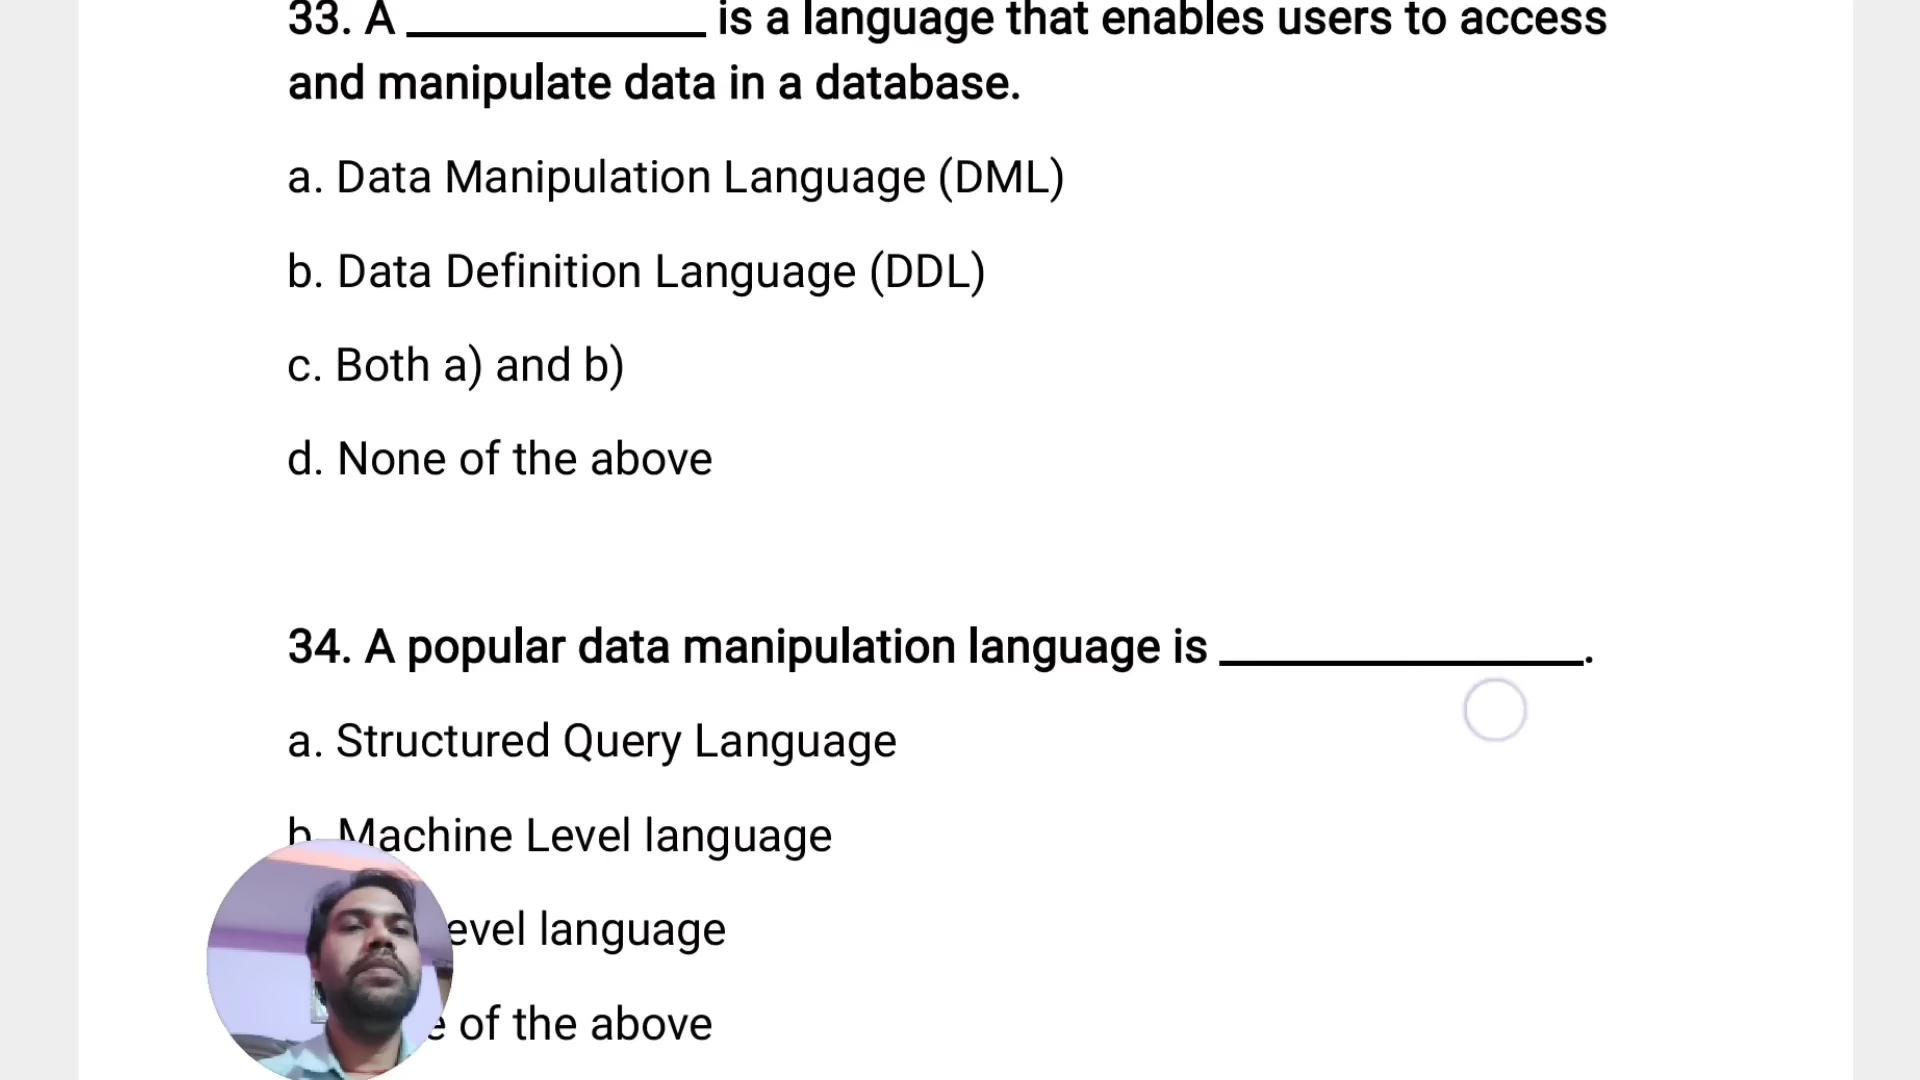 33. A ____________ is a language that enables users to access
and manipulate data in a database.
a. Data Manipulation Language (DML)
b. Data Definition Language (DDL)
c. Both a) and b)
d. None of the above
34. A popular data manipulation language is ______________.
a. Structured Query Language
b. Machine Level language
evel language
e of the above